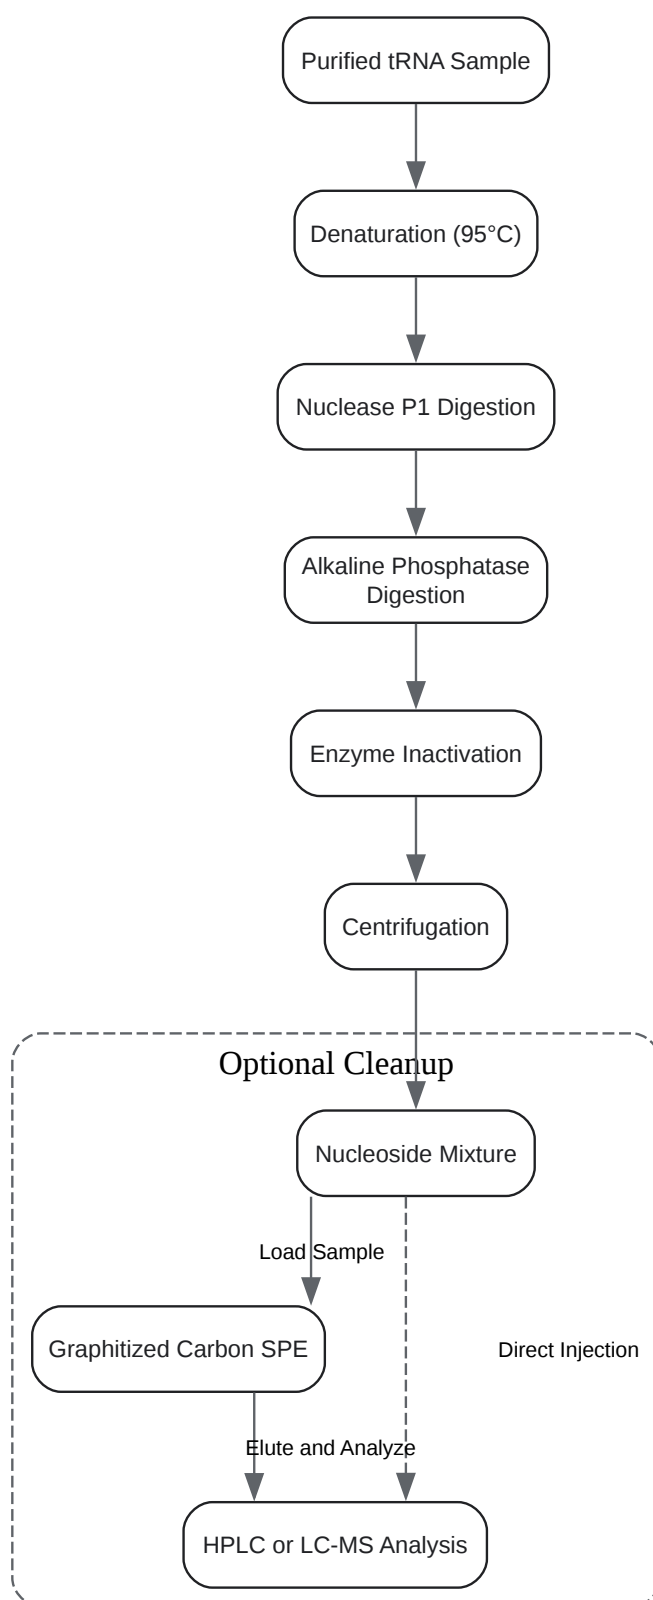 Purified tRNA Sample
Denaturation (95°C)
Nuclease P1 Digestion
Alkaline Phosphatase
Digestion
Enzyme Inactivation
Centrifugation
Optional Cleanup
Nucleoside Mixture
Load Sample
Graphitized Carbon SPE
Direct Injection
Elute and Analyze
HPLC or LC-MS Analysis